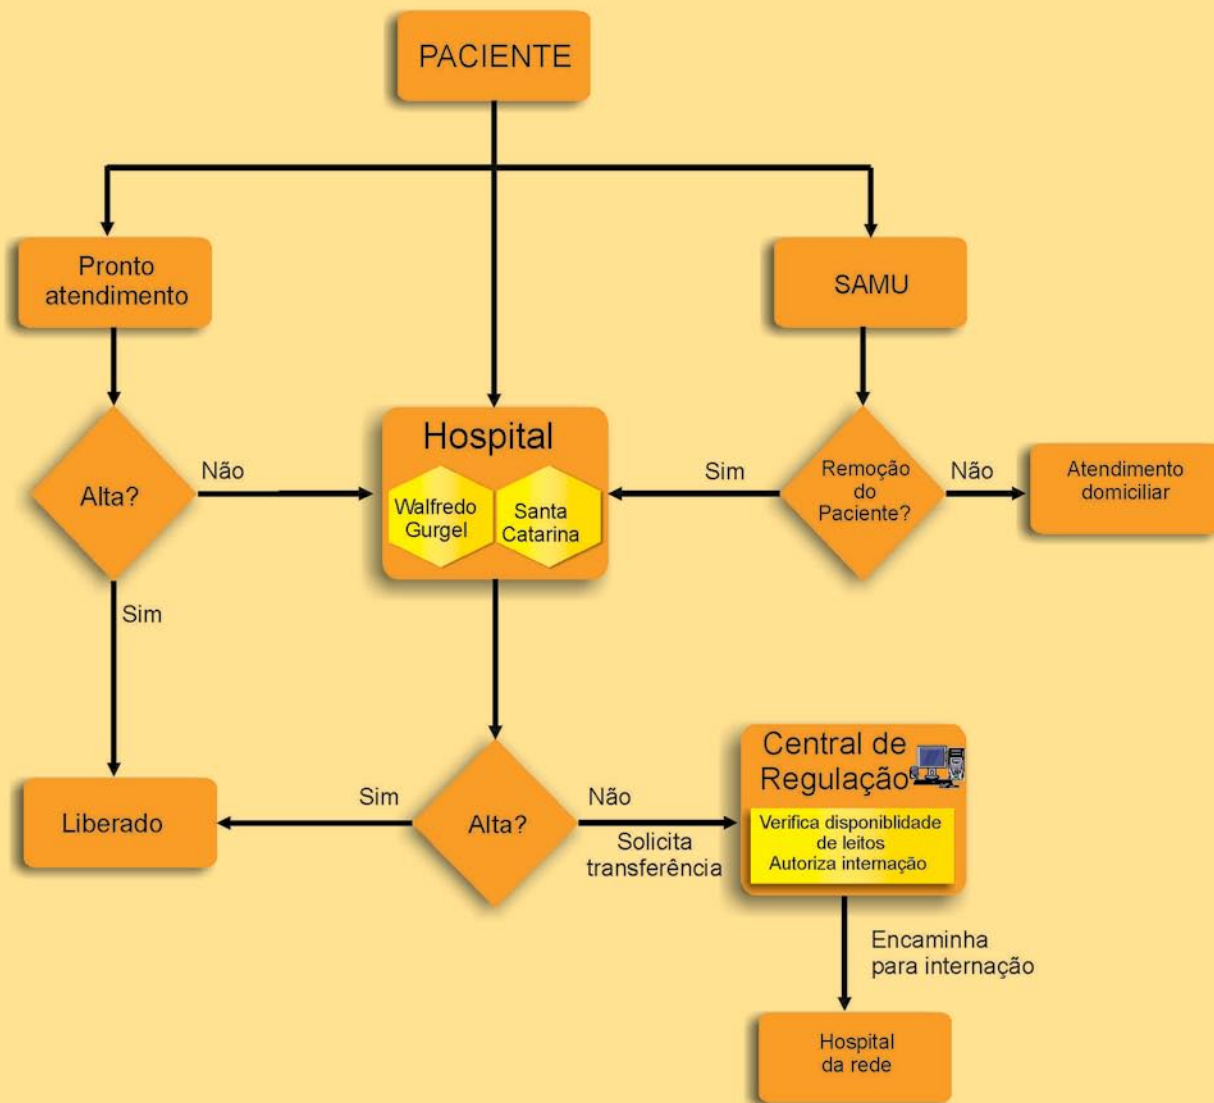 PACIENTE
Pronto
atendimento
SAMU
Hospital
Walfredo
Gurgel
Santa
Catarina
Alta?
Não
Sim
Sim
Remoção
do
Paciente?
Não
Atendimento
domiciliar
Liberado
Sim
Alta?
Não
Solicita
transferência
Central de
Regulação
Verifica disponiblidade
de leitos
Autoriza internação
Encaminha
para internação
Hospital
da rede